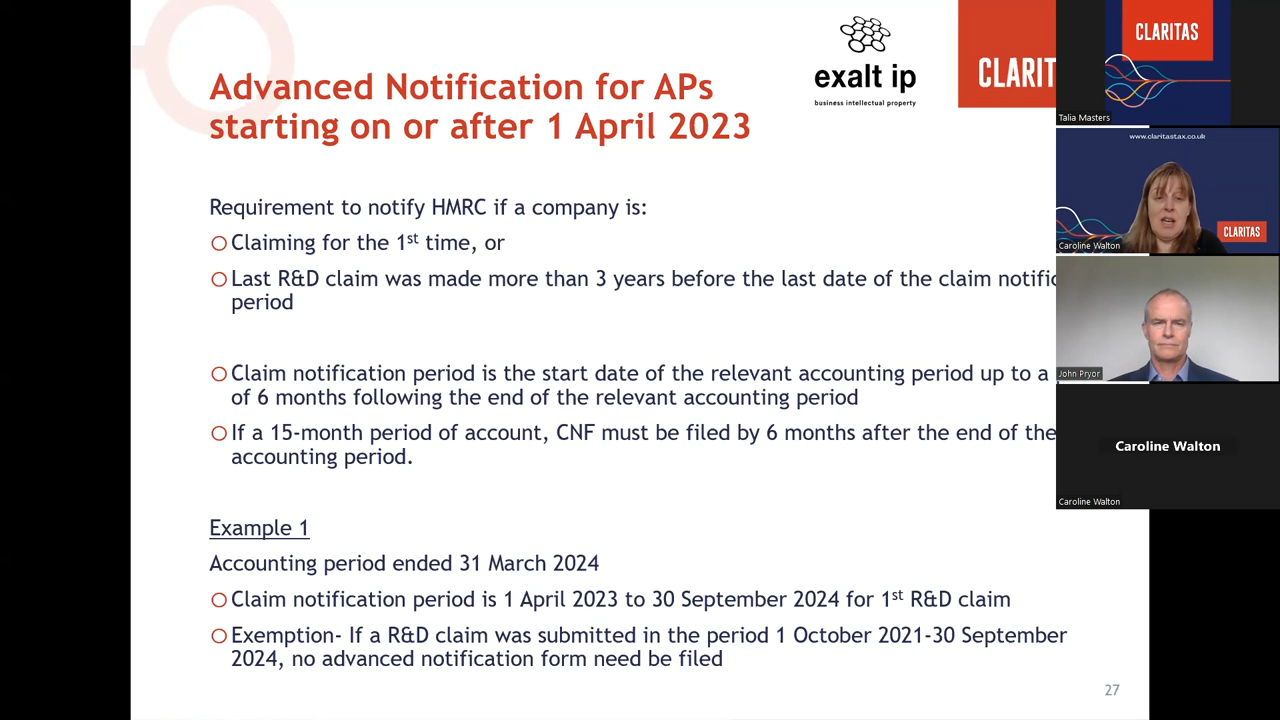 Advanced Notification for APs
starting on or after 1 April 2023
exalt ip
business intellectual property
CLARIT
Requirement to notify HMRC if a company is:
Claiming for the 1st time, or
Last R&D claim was made more than 3 years before the last date of the claim notific
period
Claim notification period is the start date of the relevant accounting period up to a
of 6 months following the end of the relevant accounting period
If a 15-month period of account, CNF must be filed by 6 months after the end of the
accounting period.
Example 1
Accounting period ended 31 March 2024
Claim notification period is 1 April 2023 to 30 September 2024 for 1st R&D claim
Exemption- If a R&D claim was submitted in the period 1 October 2021-30 September
2024, no advanced notification form need be filed
27
CLARITAS
Talia Masters
www.claritastax.co.uk
CLARITAS
Caroline Walton
John Pryor
Caroline Walton
Caroline Walton